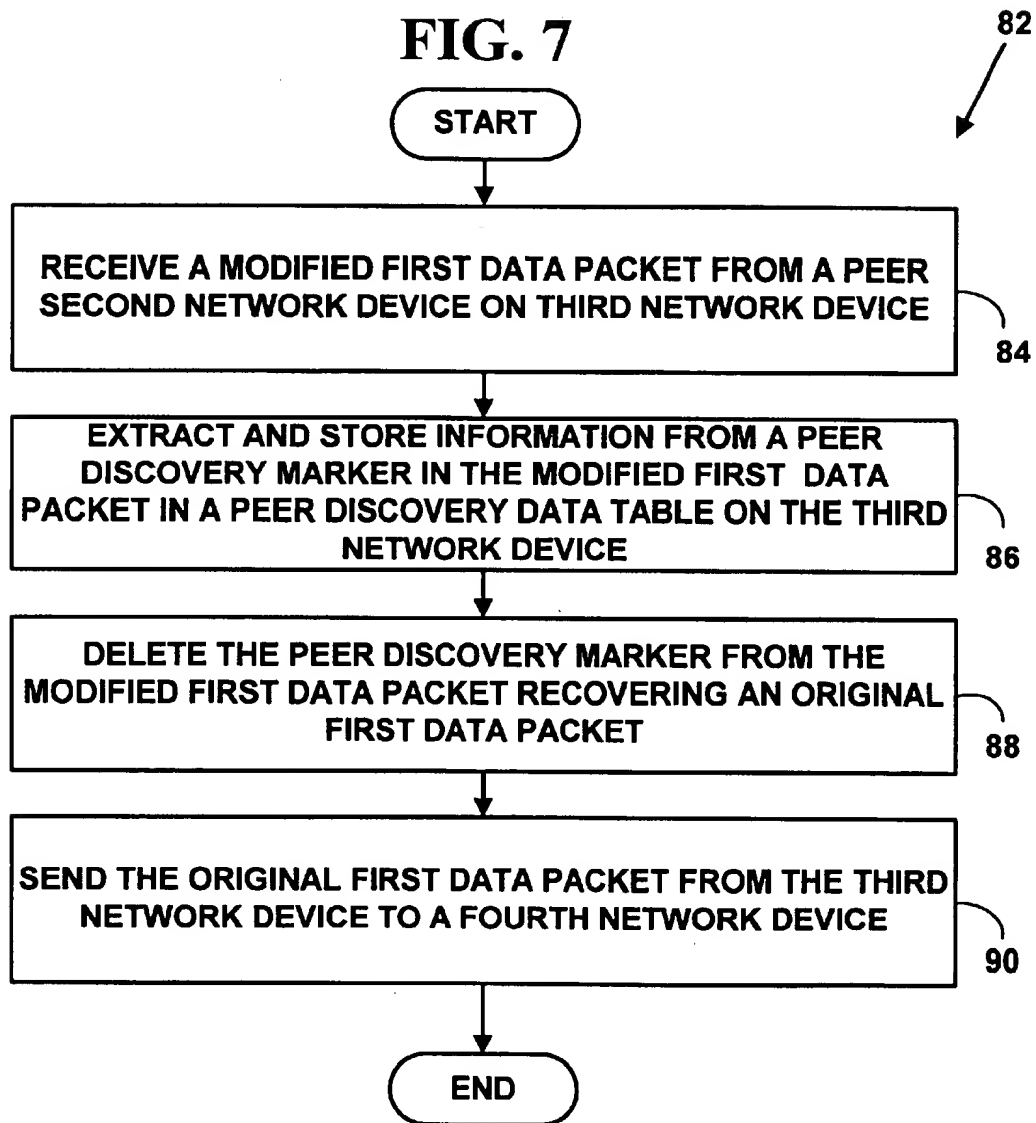 FIG. 7
82
START
RECEIVE A MODIFIED FIRST DATA PACKET FROM A PEER
SECOND NETWORK DEVICE ON THIRD NETWORK DEVICE
84
EXTRACT AND STORE INFORMATION FROM A PEER
DISCOVERY MARKER IN THE MODIFIED FIRST DATA
PACKET IN A PEER DISCOVERY DATA TABLE ON THE THIRD
NETWORK DEVICE
86
DELETE THE PEER DISCOVERY MARKER FROM THE
MODIFIED FIRST DATA PACKET RECOVERING AN ORIGINAL
FIRST DATA PACKET
88
SEND THE ORIGINAL FIRST DATA PACKET FROM THE THIRD
NETWORK DEVICE TO A FOURTH NETWORK DEVICE
90
END